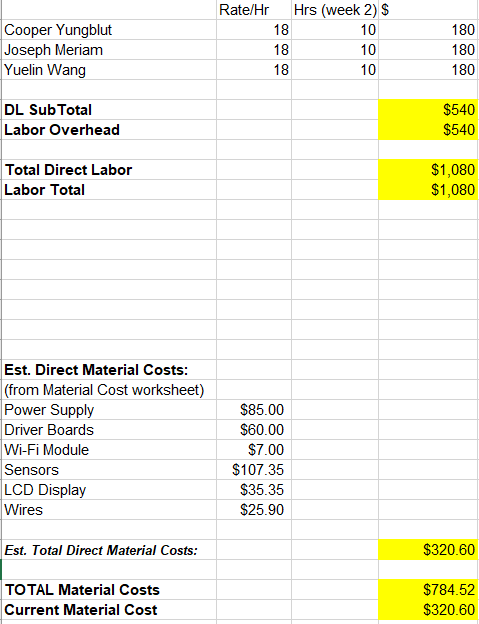 Rate/Hr Hrs (week 2) $
Cooper Yungblut 18 10 180
Joseph Meriam 18 10 180
Yuelin Wang 18 10 180
DL SubTotal $540
Labor Overhead $540
Total Direct Labor $1,080
Labor Total $1,080
Est. Direct Material Costs:
(from Material Cost worksheet)
Power Supply $85.00
Driver Boards $60.00
Wi-Fi Module $7.00
Sensors $107.35
LCD Display $35.35
Wires $25.90
Est. Total Direct Material Costs: $320.60
TOTAL Material Costs $784.52
Current Material Cost $320.60